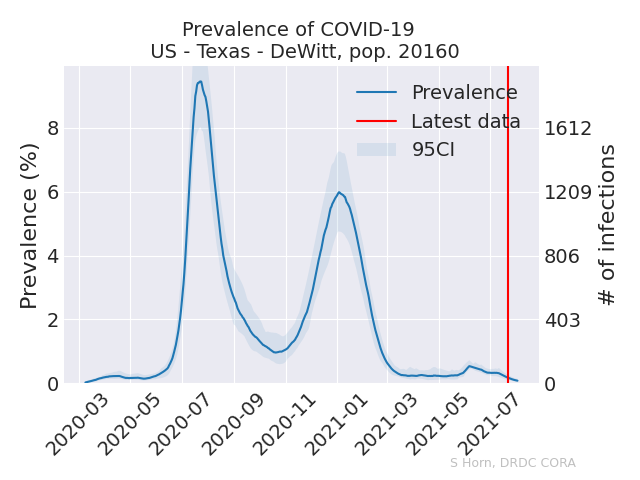 Prevalence of COVID-19
US - Texas - DeWitt, pop. 20160
Prevalence
Latest data
95CI
Prevalence (%)
8
6
4
2
0
1612
1209
806
403
0
# of infections
2020-03
2020-05
2020-07
2020-09
2020-11
2021-01
2021-03
2021-05
2021-07
S Horn, DRDC CORA